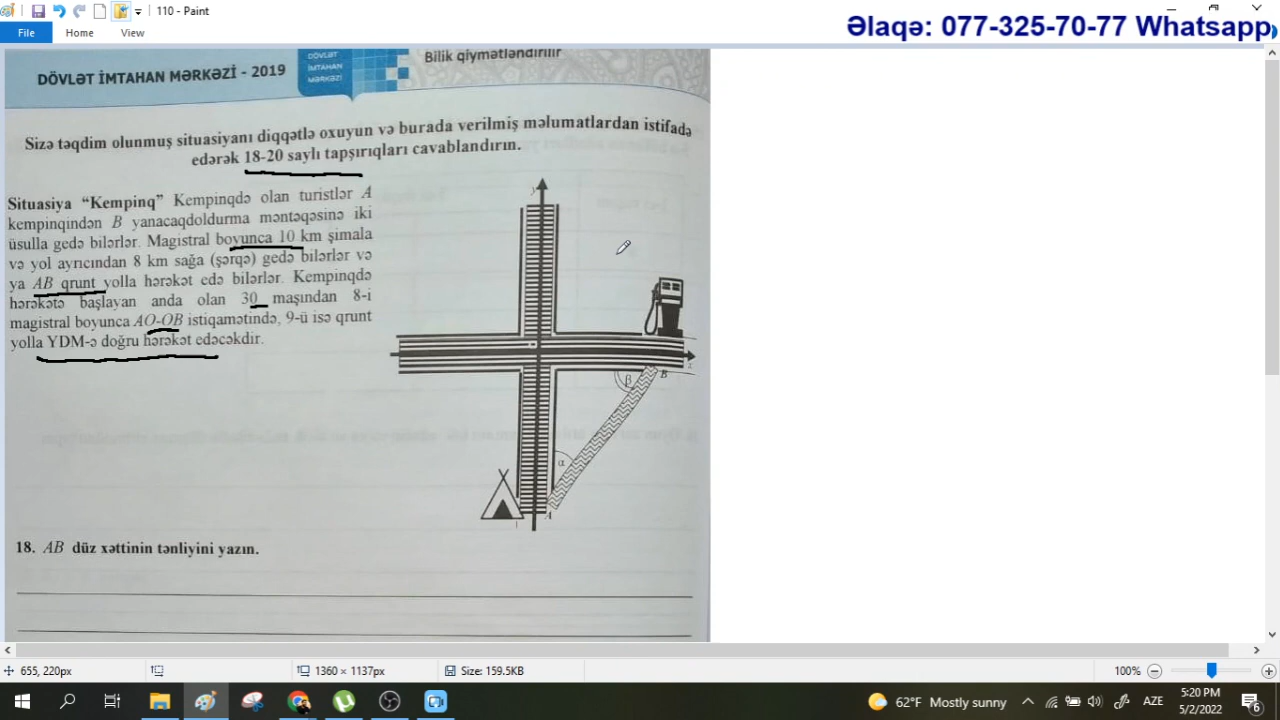 110 - Paint
Əlaqə: 077-325-70-77 Whatsapp
File
Home
View
DÖVLƏT İMTAHAN MƏRKƏZİ - 2019
DÖVLƏT
İMTAHAN
MƏRKƏZİ
Bilik qiymətləndirilir
Sizə təqdim olunmuş situasiyanı diqqətlə oxuyun və burada verilmiş məlumatlardan istifadə
edərək 18-20 saylı tapşırıqları cavablandırın.
Situasiya “Kempinq” Kempinqdə olan turistlər A
kempinqindən B yanacaqdoldurma məntəqəsinə iki
üsulla gedə bilərlər. Magistral boyunca 10 km şimala
və yol ayrıcından 8 km sağa (şərqə) gedə bilərlər və
ya AB qrunt yolla hərəkət edə bilərlər. Kempinqdə
hərəkətə başlayan anda olan 30 maşından 8-i
magistral boyunca AO-OB istiqamətində, 9-ü isə qrunt
yolla YDM-ə doğru hərəkət edəcəkdir.
y
x
β
B
α
A
18. AB düz xəttinin tənliyini yazın.
655, 220px
1360 × 1137px
Size: 159.5KB
100%
62°F Mostly sunny
AZE
5:20 PM
5/2/2022
6